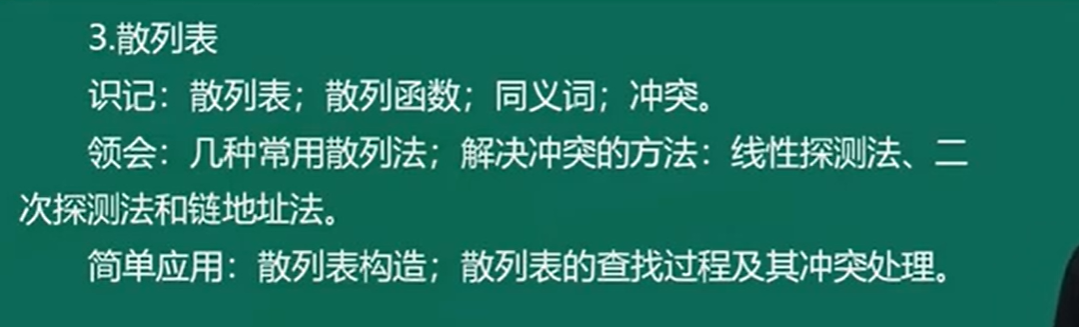 3.散列表
识记：散列表；散列函数；同义词；冲突。
领会：几种常用散列法；解决冲突的方法：线性探测法、二
次探测法和链地址法。
简单应用：散列表构造；散列表的查找过程及其冲突处理。